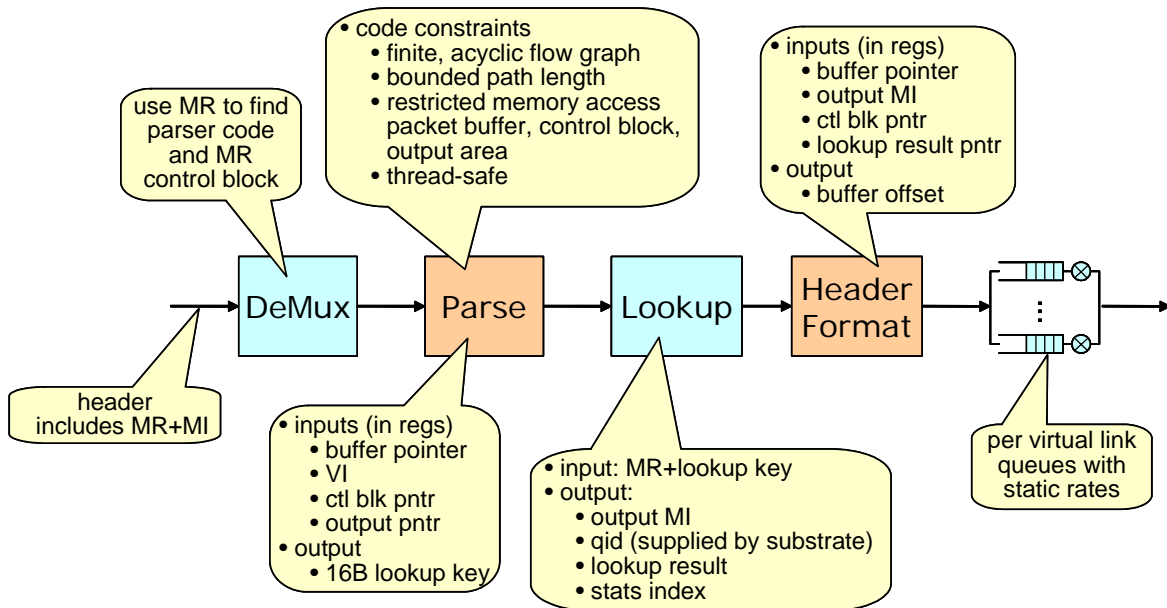 • code constraints
• finite, acyclic flow graph
• bounded path length
• restricted memory access
packet buffer, control block,
output area
• thread-safe
• inputs (in regs)
• buffer pointer
• output MI
• ctl blk pntr
• lookup result pntr
• output
• buffer offset
use MR to find
parser code
and MR
control block
DeMux
Parse
Lookup
Header
Format
...
header
includes MR+MI
• inputs (in regs)
• buffer pointer
• VI
• ctl blk pntr
• output pntr
• output
• 16B lookup key
• input: MR+lookup key
• output:
• output MI
• qid (supplied by substrate)
• lookup result
• stats index
per virtual link
queues with
static rates